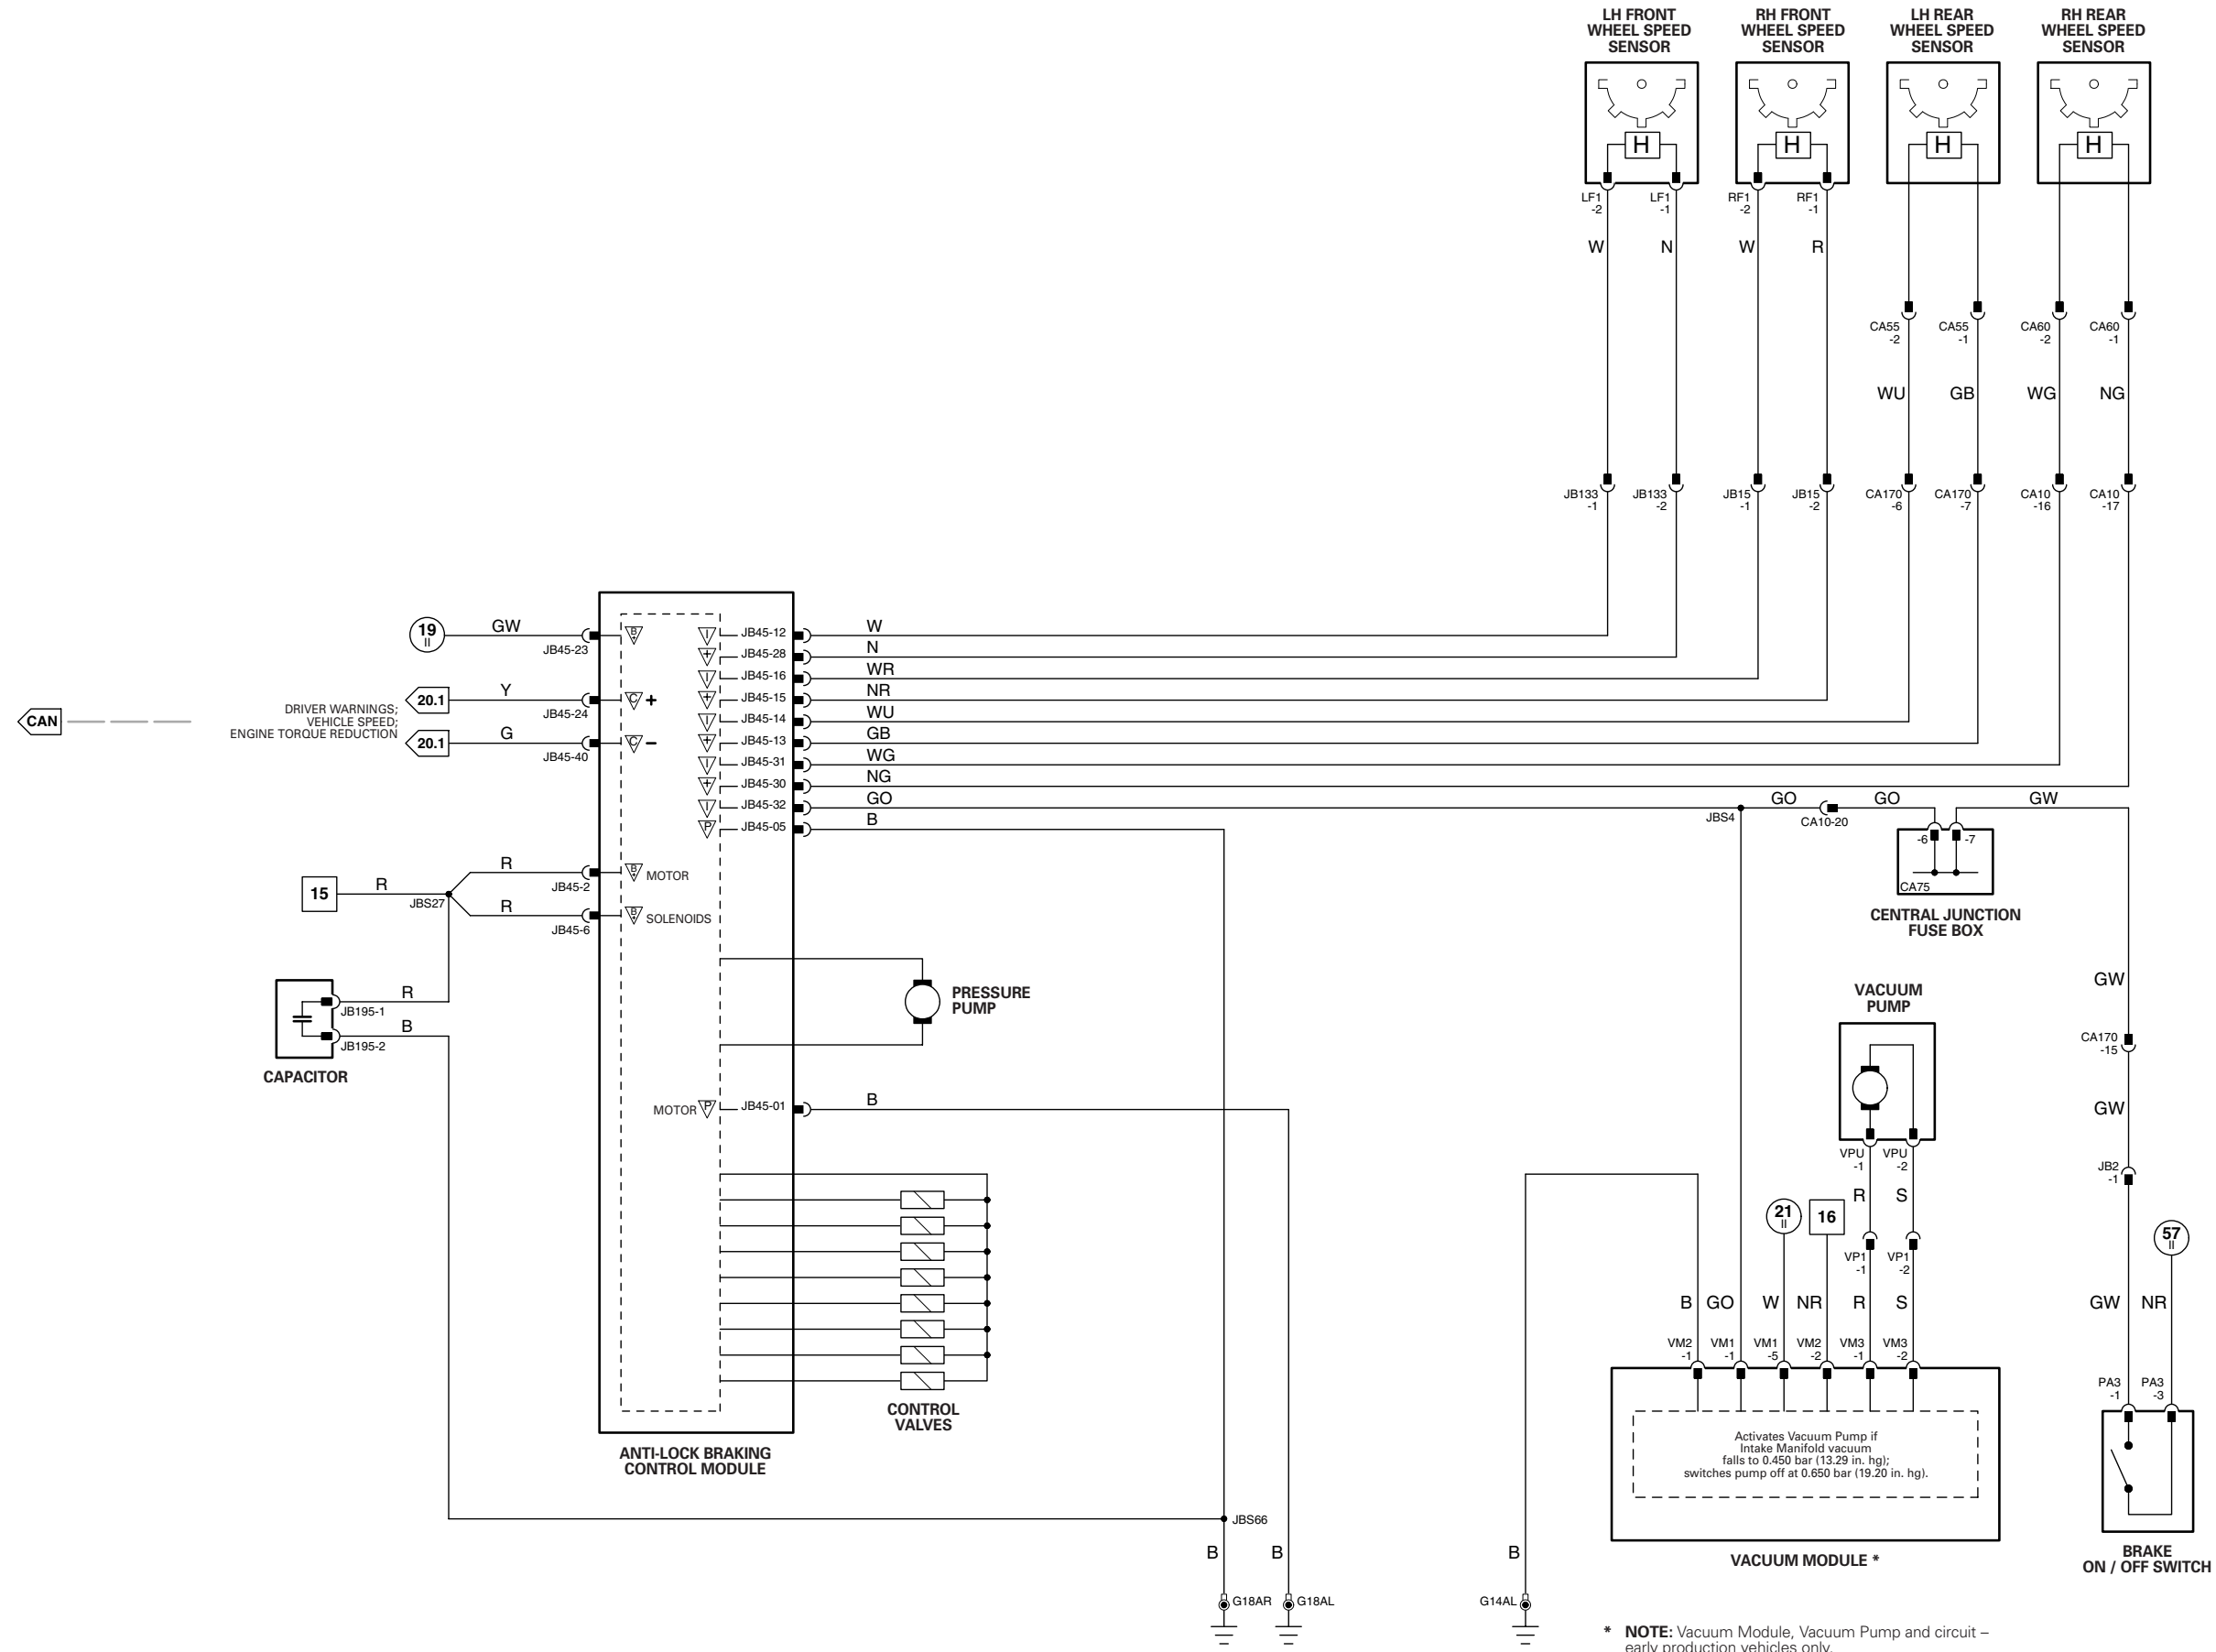 LH FRONT
WHEEL SPEED
SENSOR
RH FRONT
WHEEL SPEED
SENSOR
LH REAR
WHEEL SPEED
SENSOR
RH REAR
WHEEL SPEED
SENSOR
H
H
H
H
LF1
-2
LF1
-1
RF1
-2
RF1
-1
W
N
W
R
CA55
-2
CA55
-1
CA60
-2
CA60
-1
WU
GB
WG
NG
JB133
-1
JB133
-2
JB15
-1
JB15
-2
CA170
-6
CA170
-7
CA10
-16
CA10
-17
19
II
GW
JB45-23
B
I
JB45-12
W
+
JB45-28
N
I
JB45-16
WR
20.1
Y
JB45-24
C
+
+
JB45-15
NR
CAN
DRIVER WARNINGS;
VEHICLE SPEED;
ENGINE TORQUE REDUCTION
I
JB45-14
WU
20.1
G
JB45-40
C
–
+
JB45-13
GB
I
JB45-31
WG
+
JB45-30
NG
I
JB45-32
GO
P
JB45-05
B
JBS4
GO
CA10-20
GO
GW
-6
-7
CA75
CENTRAL JUNCTION
FUSE BOX
15
R
JBS27
R
JB45-2
B
MOTOR
R
JB45-6
B
SOLENOIDS
R
JB195-1
B
JB195-2
CAPACITOR
PRESSURE
PUMP
MOTOR
P
JB45-01
B
CONTROL
VALVES
ANTI-LOCK BRAKING
CONTROL MODULE
VACUUM
PUMP
GW
CA170
-15
GW
JB2
-1
VPU
-1
VPU
-2
R
S
21
II
16
VP1
-1
VP1
-2
57
II
B
GO
W
NR
R
S
GW
NR
VM2
-1
VM1
-1
VM1
-5
VM2
-2
VM3
-1
VM3
-2
PA3
-1
PA3
-3
Activates Vacuum Pump if
Intake Manifold vacuum
falls to 0.450 bar (13.29 in. hg);
switches pump off at 0.650 bar (19.20 in. hg).
VACUUM MODULE *
BRAKE
ON / OFF SWITCH
JBS66
B
B
B
G18AR
G18AL
G14AL
* NOTE: Vacuum Module, Vacuum Pump and circuit –
early production vehicles only.